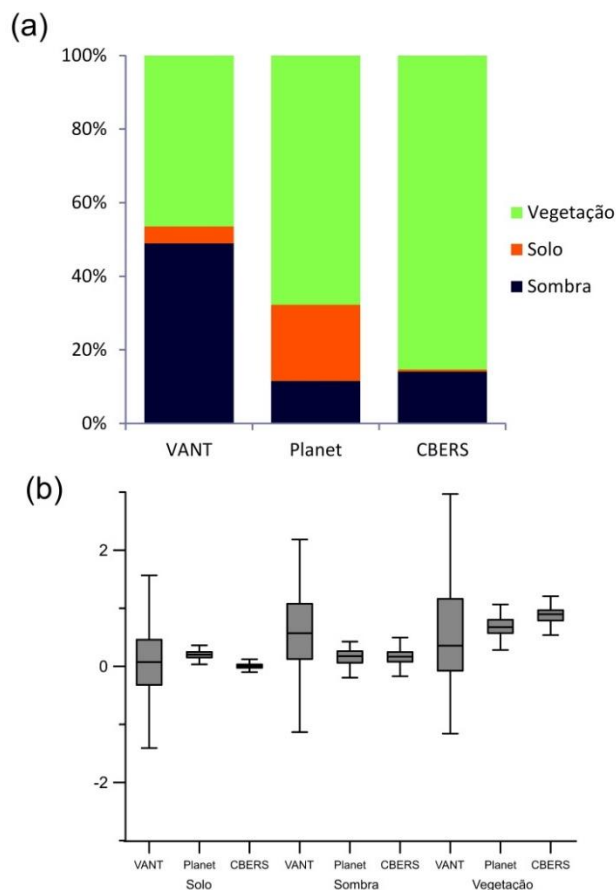 (a)
100%
80%
60%
40%
20%
0%
VANT Planet CBERS
Vegetação
Solo
Sombra
(b)
2
0
-2
VANT Planet CBERS VANT Planet CBERS VANT Planet CBERS
Solo Sombra Vegetação